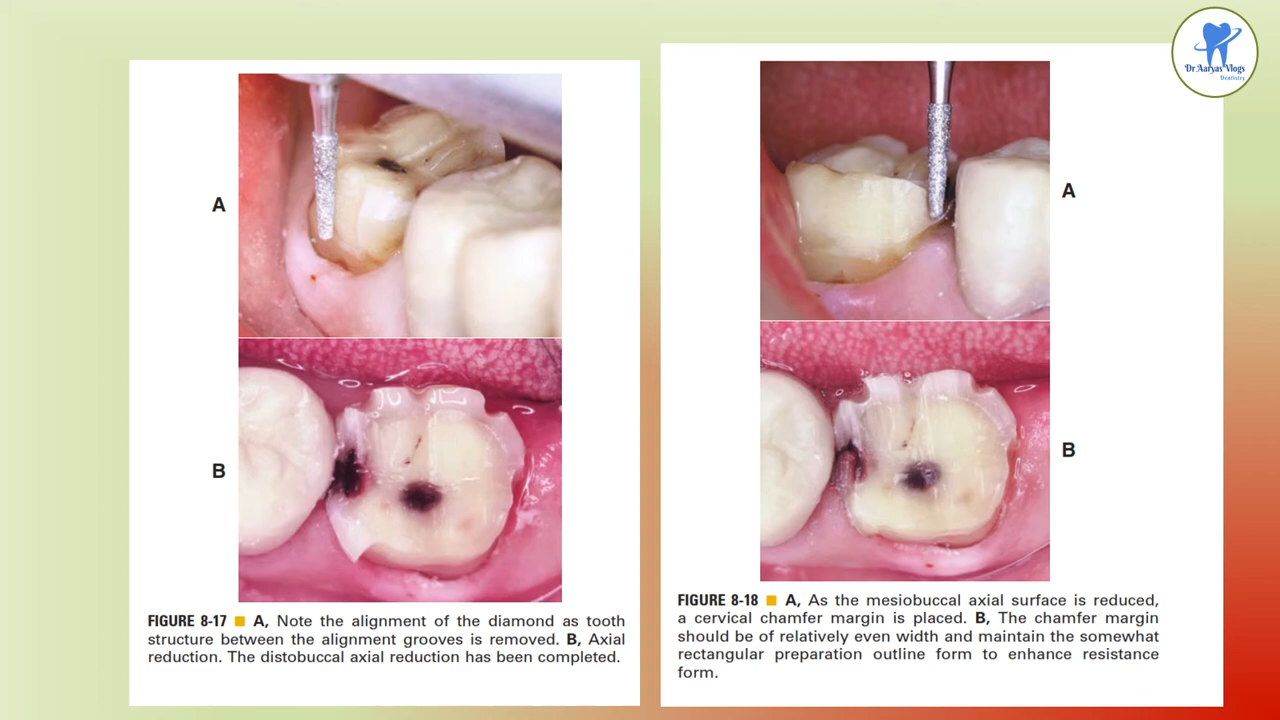 A
B
FIGURE 8-17 ■ A, Note the alignment of the diamond as tooth
structure between the alignment grooves is removed. B, Axial
reduction. The distobuccal axial reduction has been completed.
A
B
FIGURE 8-18 ■ A, As the mesiobuccal axial surface is reduced,
a cervical chamfer margin is placed. B, The chamfer margin
should be of relatively even width and maintain the somewhat
rectangular preparation outline form to enhance resistance
form.
Dr Aaryas Vlogs
Dentistry